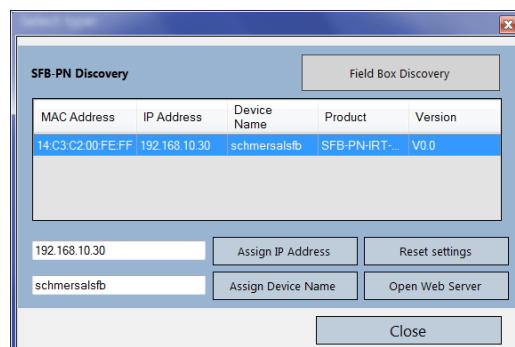 Select type:
SFB-PN Discovery
Field Box Discovery
MAC Address IP Address Device Name Product Version
14:C3:C2:00:FE:FF 192.168.10.30 schmersalsfb SFB-PN-IRT-... V0.0
192.168.10.30 Assign IP Address Reset settings
schmersalsfb Assign Device Name Open Web Server
Close